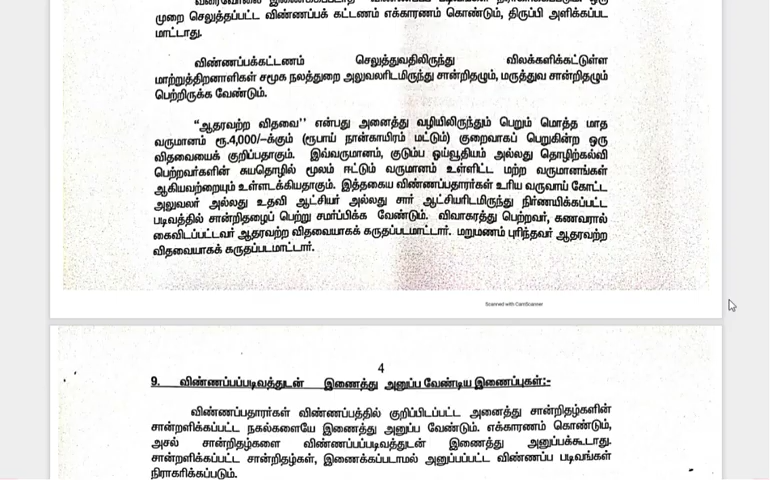 முறை செலுத்தப்பட்ட விண்ணப்பக் கட்டணம் எக்காரணம் கொண்டும், திருப்பி அளிக்கப்பட
மாட்டாது.
விண்ணப்பக்கட்டணம் செலுத்துவதிலிருந்து விலக்களிக்கட்டுள்ள
மாற்றுத்திறனாளிகள் சமூக நலத்துறை அலுவலரிடமிருந்து சான்றிதழும், மருத்துவ சான்றிதழும்
பெற்றிருக்க வேண்டும்.
“ஆதரவற்ற விதவை’’ என்பது அனைத்து வழியிலிருந்தும் பெறும் மொத்த மாத
வருமானம் ரூ.4,000/–க்கும் (ரூபாய் நான்காயிரம் மட்டும்) குறைவாகப் பெறுகின்ற ஒரு
விதவையைக் குறிப்பதாகும். இவ்வருமானம், குடும்ப ஓய்வூதியம் அல்லது தொழிற்கல்வி
பெற்றவர்களின் சுயதொழில் மூலம் ஈட்டும் வருமானம் உள்ளிட்ட மற்ற வருமானங்கள்
ஆகியவற்றையும் உள்ளடக்கியதாகும். இத்தகைய விண்ணப்பதாரர்கள் உரிய வருவாய் கோட்ட
அலுவலர் அல்லது உதவி ஆட்சியர் அல்லது சார் ஆட்சியரிடமிருந்து நிர்ணயிக்கப்பட்ட
படிவத்தில் சான்றிதழைப் பெற்று சமர்ப்பிக்க வேண்டும். விவாகரத்து பெற்றவர், கணவரால்
கைவிடப்பட்டவர் ஆதரவற்ற விதவையாகக் கருதப்படமாட்டார். மறுமணம் புரிந்தவர் ஆதரவற்ற
விதவையாகக் கருதப்படமாட்டார்.
Scanned with CamScanner
4
9. விண்ணப்பப்படிவத்துடன் இணைத்து அனுப்ப வேண்டிய இணைப்புகள்:-
விண்ணப்பதாரர்கள் விண்ணப்பத்தில் குறிப்பிடப்பட்ட அனைத்து சான்றிதழ்களின்
சான்றளிக்கப்பட்ட நகல்களையே இணைத்து அனுப்ப வேண்டும். எக்காரணம் கொண்டும்,
அசல் சான்றிதழ்களை விண்ணப்பப்படிவத்துடன் இணைத்து அனுப்பக்கூடாது.
சான்றளிக்கப்பட்ட சான்றிதழ்கள், இணைக்கப்படாமல் அனுப்பப்பட்ட விண்ணப்ப படிவங்கள்
நிராகரிக்கப்படும்.